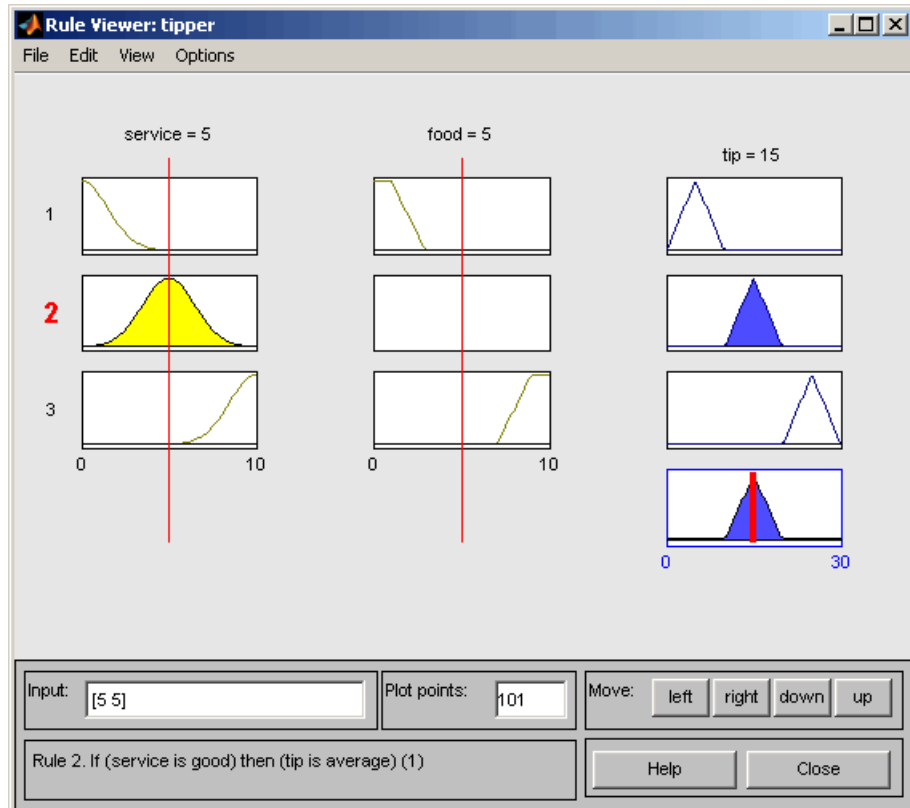 Rule Viewer: tipper
File Edit View Options
service = 5 food = 5 tip = 15
1
2
3
0 10 0 10
0 30
Input: [5 5] Plot points: 101 Move: left right down up
Rule 2. If (service is good) then (tip is average) (1)
Help Close